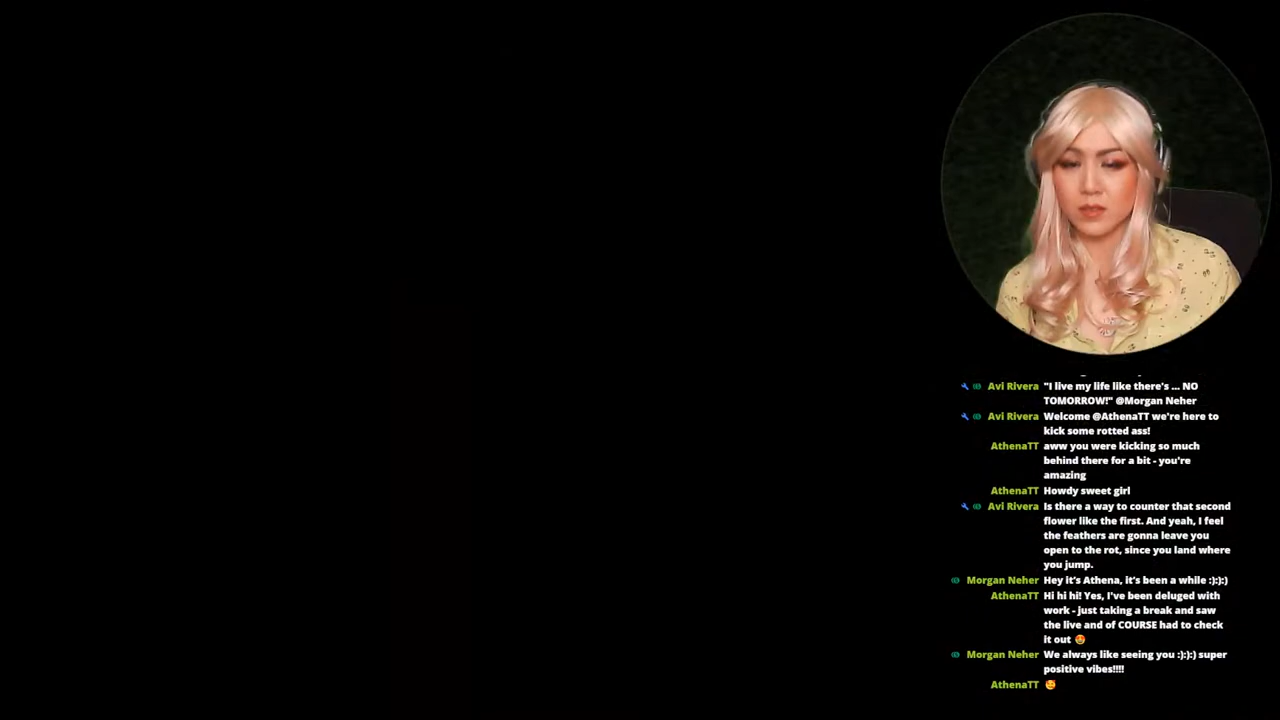 Avi Rivera "I live my life like there's ... NO
TOMORROW!" @Morgan Neher
Avi Rivera Welcome @AthenaTT we're here to
kick some rotted ass!
AthenaTT aww you were kicking so much
behind there for a bit - you're
amazing
AthenaTT Howdy sweet girl
Avi Rivera Is there a way to counter that second
flower like the first. And yeah, I feel
the feathers are gonna leave you
open to the rot, since you land where
you jump.
Morgan Neher Hey it's Athena, it's been a while :):):)
AthenaTT Hi hi hi! Yes, I've been deluged with
work - just taking a break and saw
the live and of COURSE had to check
it out 😍
Morgan Neher We always like seeing you :):):) super
positive vibes!!!!
AthenaTT 🥰